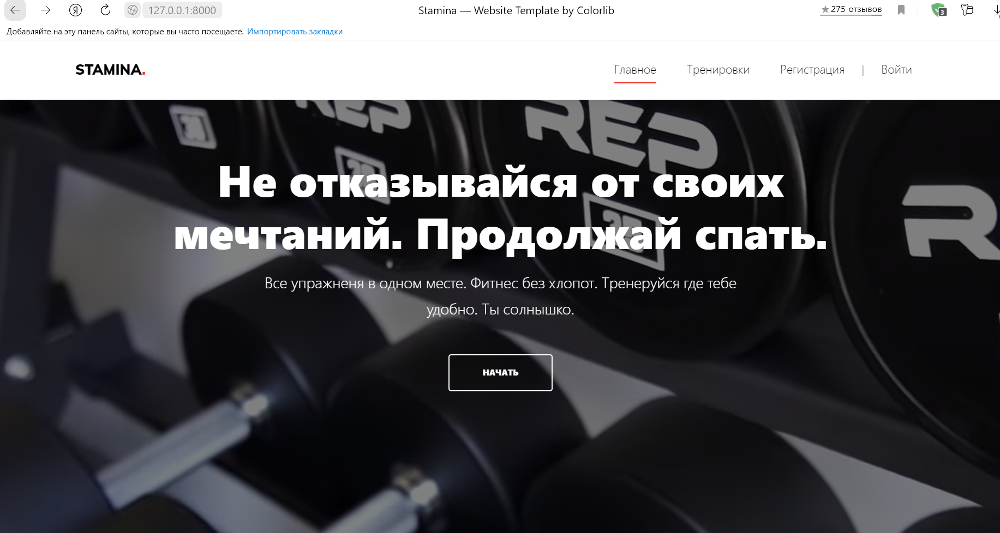 127.0.0.1:8000
Stamina — Website Template by Colorlib
★275 отзывов
3
Добавляйте на эту панель сайты, которые вы часто посещаете. Импортировать закладки
STAMINA.
Главное
Тренировки
Регистрация | Войти
REP
REP
Не отказывайся от своих
мечтаний. Продолжай спать.
Все упражненя в одном месте. Фитнес без хлопот. Тренеруйся где тебе
удобно. Ты солнышко.
НАЧАТЬ